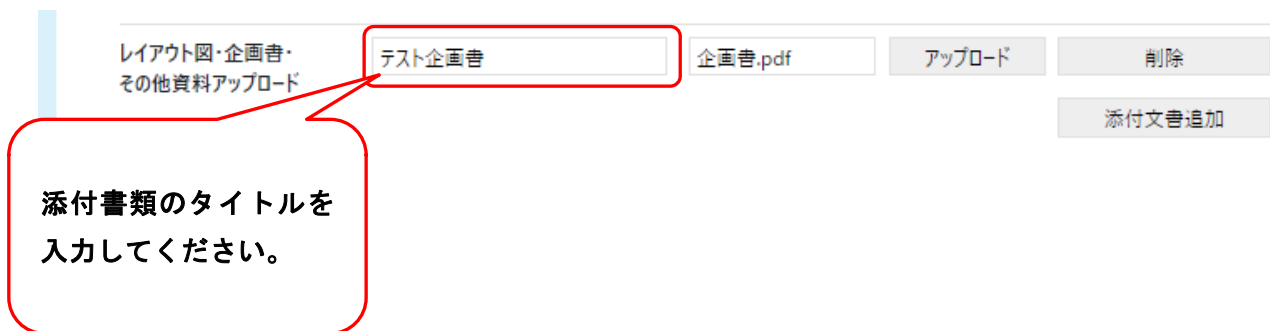 レイアウト図・企画書・
その他資料アップロード
テスト企画書
企画書.pdf
アップロード
削除
添付文書追加
添付書類のタイトルを
入力してください。